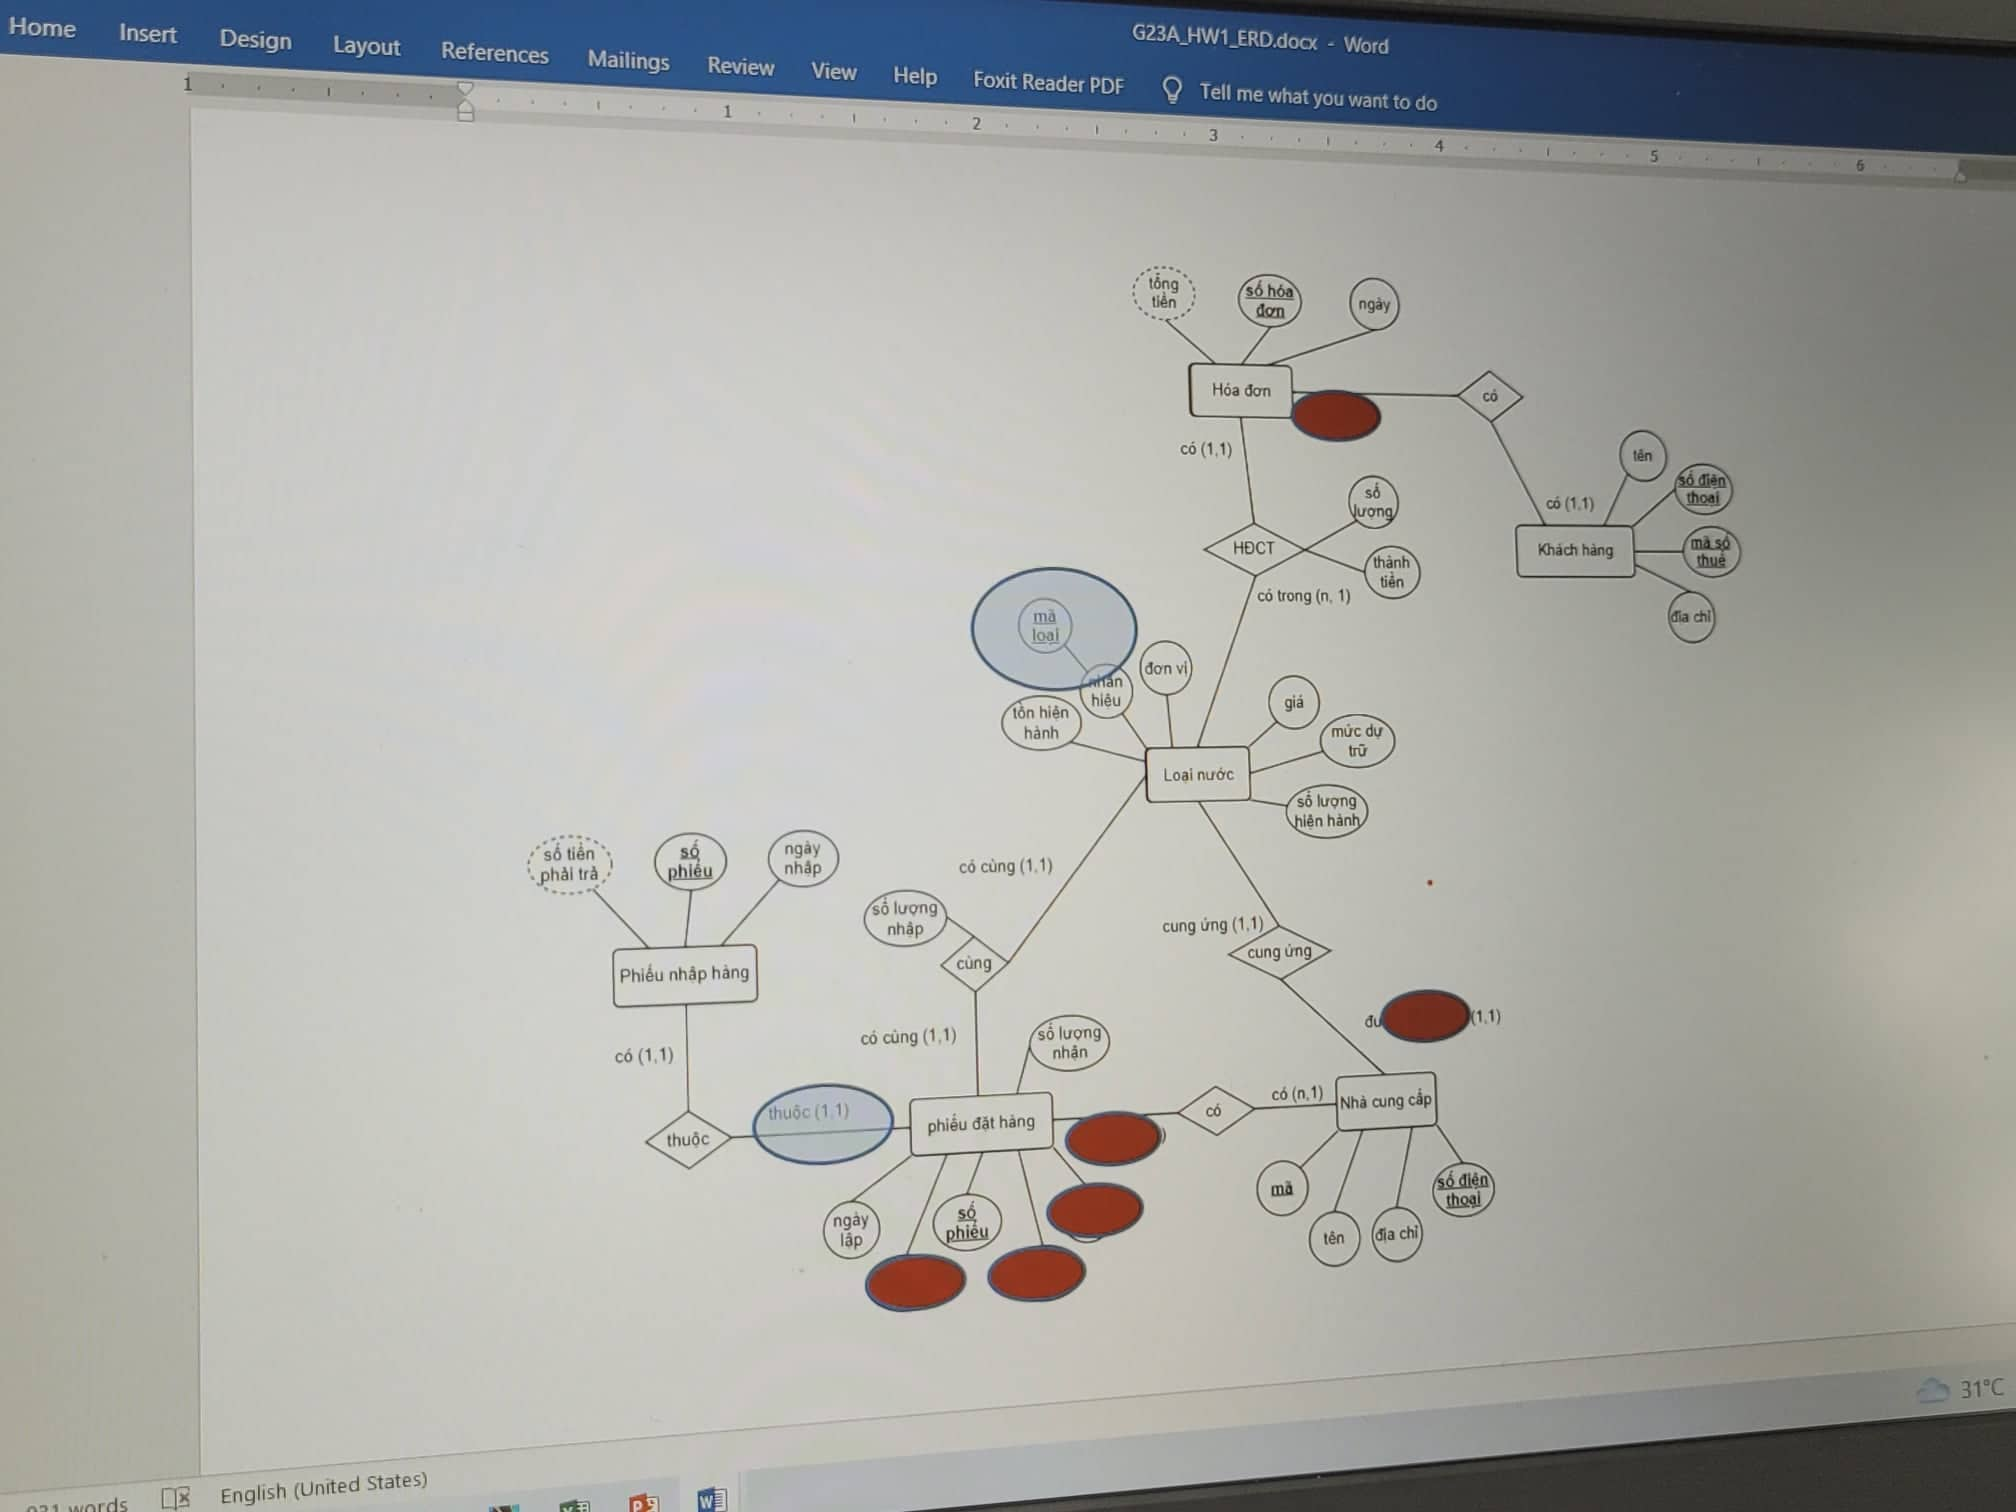 G23A_HW1_ERD.docx - Word
Home Insert Design Layout References Mailings Review View Help Foxit Reader PDF Tell me what you want to do
1 1 2 3 4 5 6
tổng
tiền
số hóa
đơn
ngày
Hóa đơn
có
có (1,1)
tên
số điện
thoại
có (1,1)
Khách hàng
mã số
thuế
địa chỉ
số
lượng
HĐCT
thành
tiền
có trong (n, 1)
mã
loại
nhãn
hiệu
đơn vị
tồn hiện
hành
giá
mức dự
trữ
Loại nước
số lượng
hiện hành
số tiền
phải trả
số
phiếu
ngày
nhập
có cùng (1,1)
số lượng
nhập
cung ứng (1,1)
cung ứng
cùng
Phiếu nhập hàng
(1,1)
có (1,1)
có cùng (1,1)
số lượng
nhận
thuộc (1,1)
thuộc
phiếu đặt hàng
có
có (n,1)
Nhà cung cấp
ngày
lập
số
phiếu
mã
tên
địa chỉ
số điện
thoại
31°C
words English (United States)